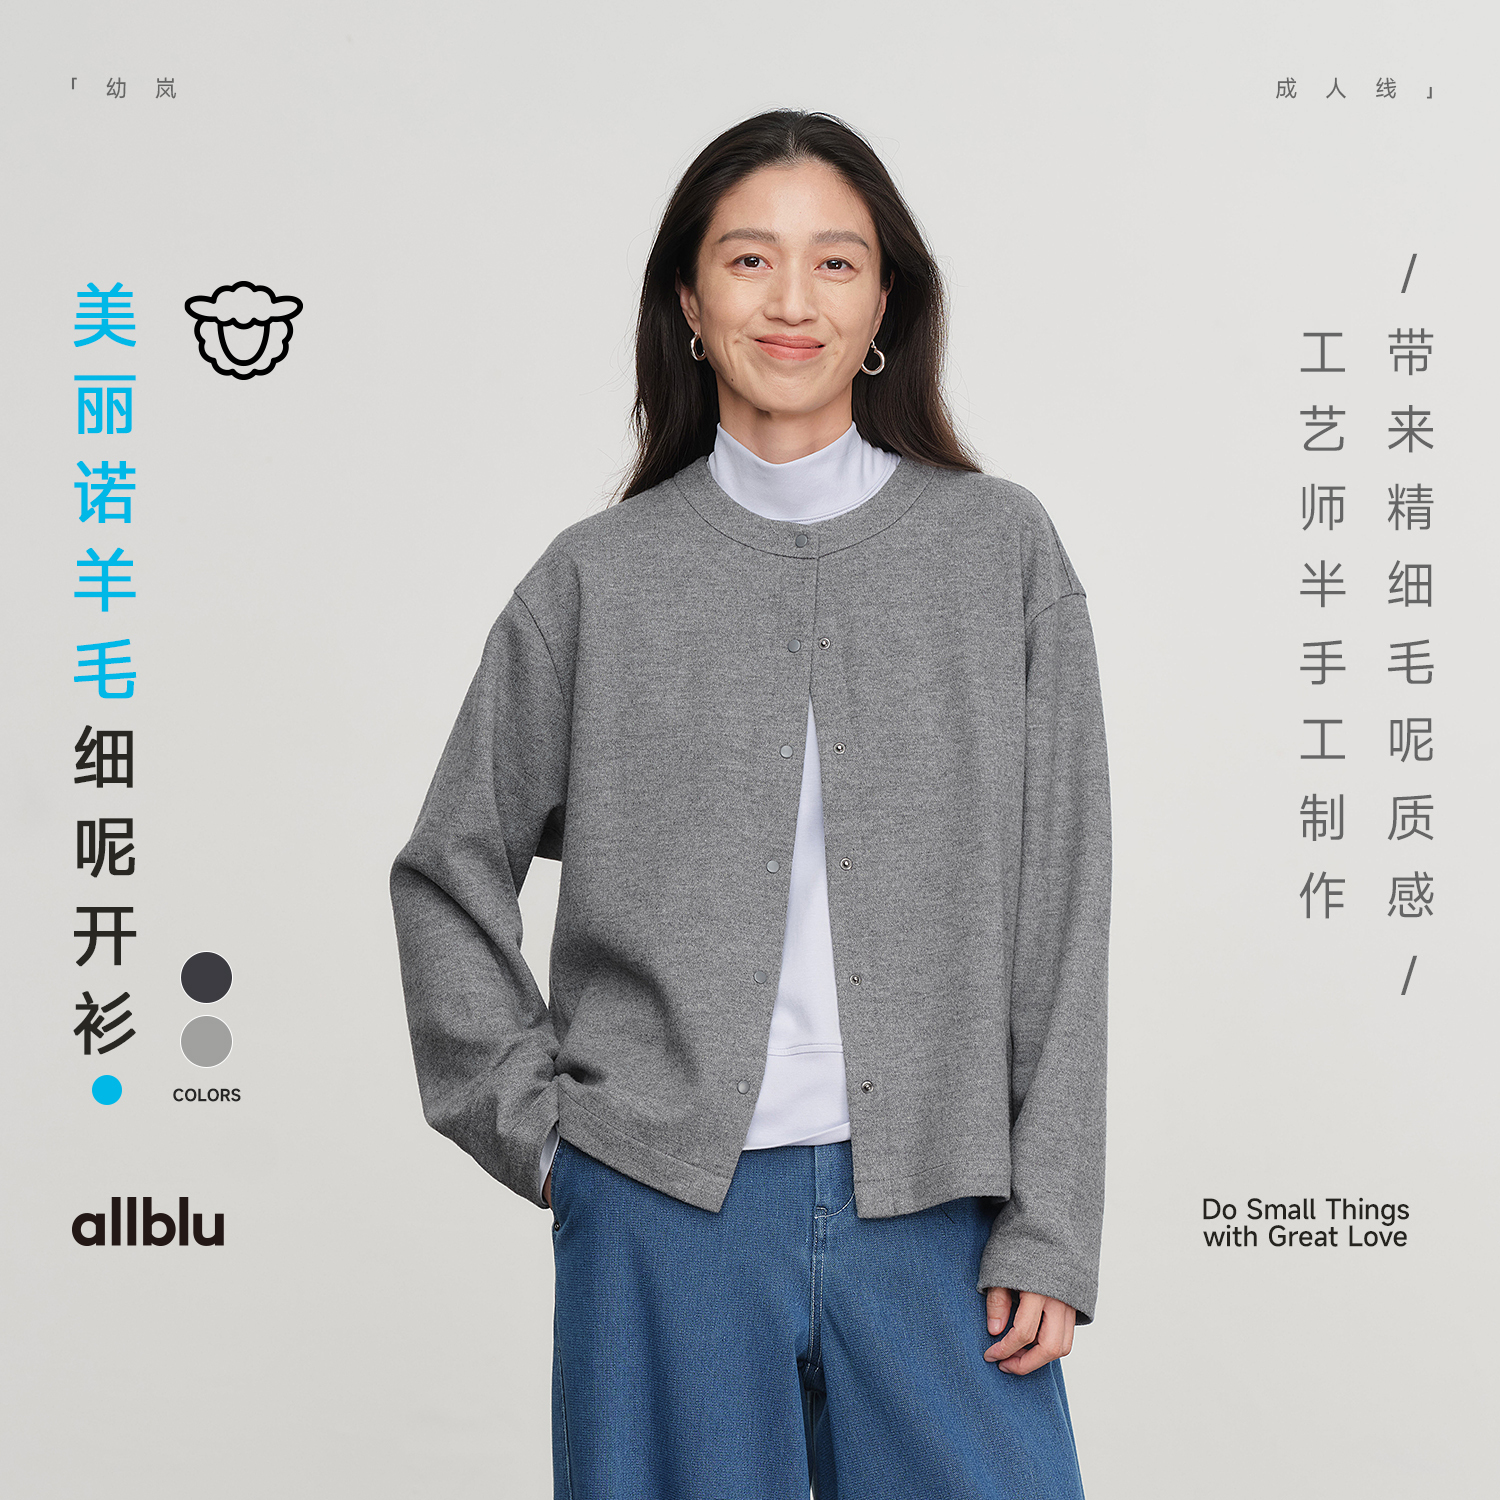 「幼岚
成人线」
美丽诺羊毛细呢开衫
COLORS
allblu
/带来精细毛呢质感
工艺师半手工制作/
Do Small Things
with Great Love